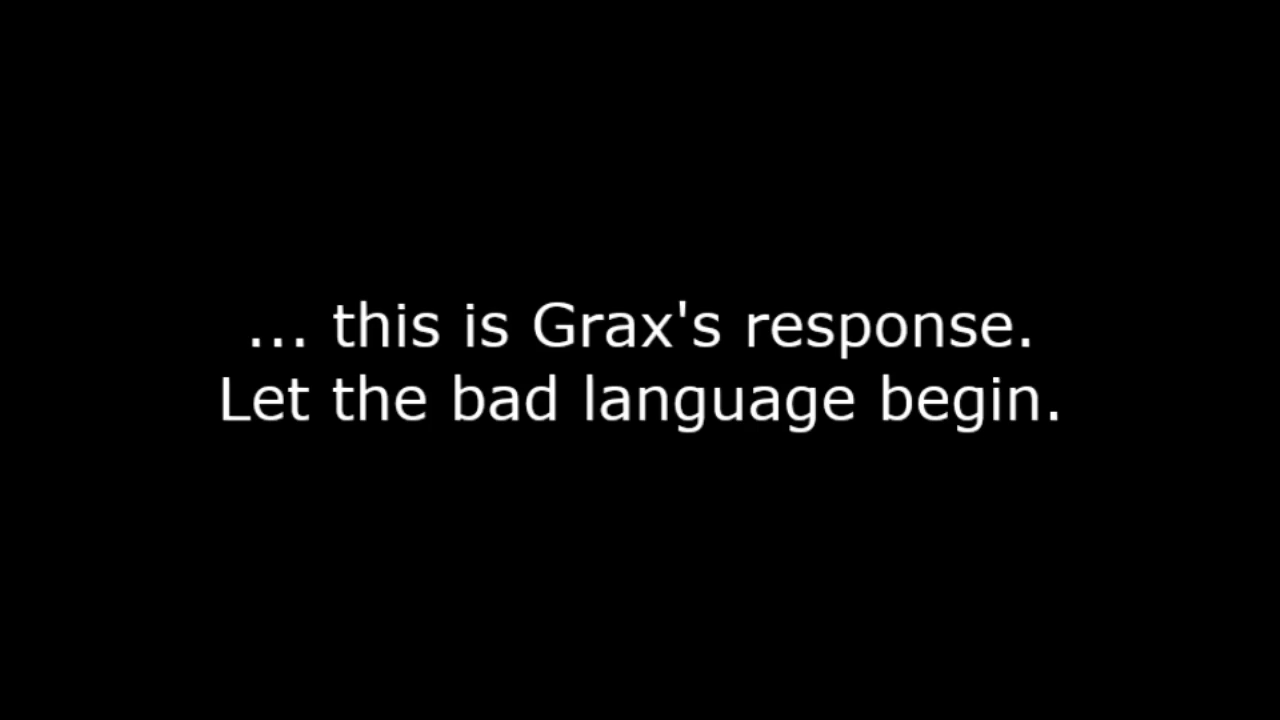 ... this is Grax's response.
Let the bad language begin.